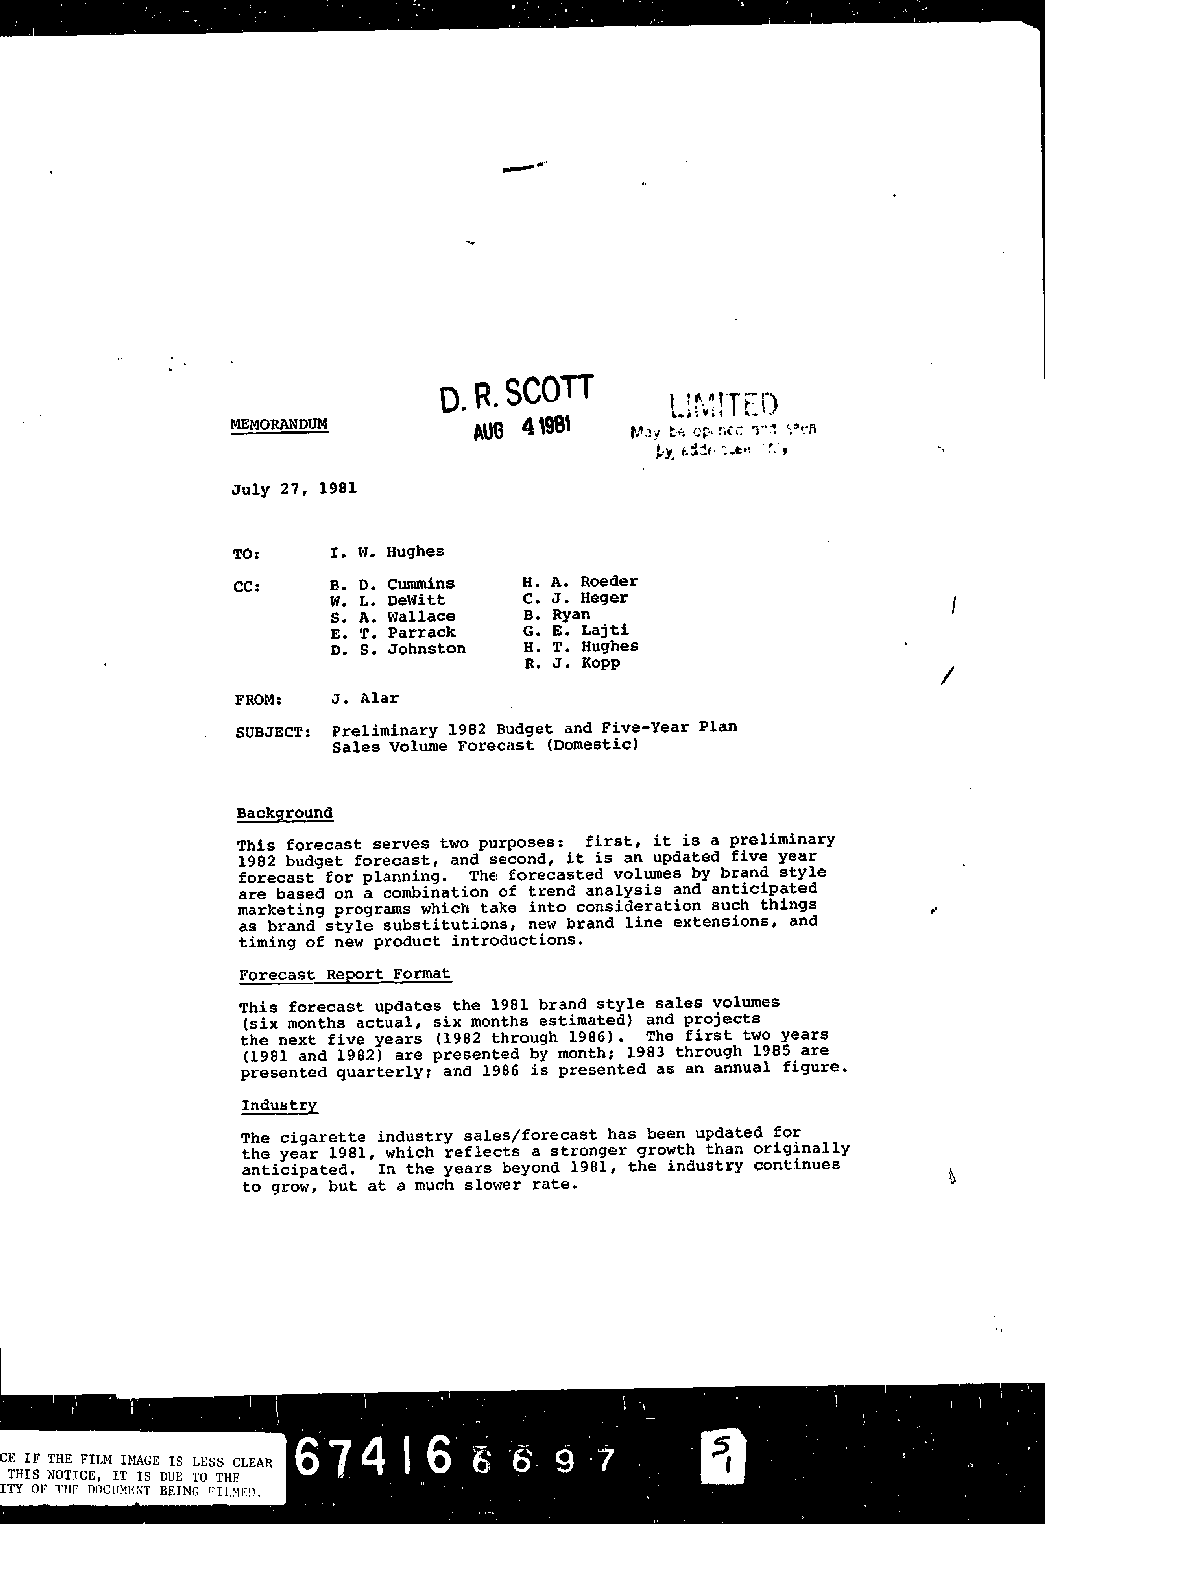 D. R. SCOTT
AUG 4 1981
LIMITED
May be opened and seen
by addressee only
MEMORANDUM
July 27, 1981
TO: I. W. Hughes
CC: B. D. Cummins H. A. Roeder
W. L. DeWitt C. J. Heger
S. A. Wallace B. Ryan
E. T. Parrack G. E. Lajti
D. S. Johnston H. T. Hughes
R. J. Kopp
FROM: J. Alar
SUBJECT: Preliminary 1982 Budget and Five-Year Plan
Sales Volume Forecast (Domestic)
Background
This forecast serves two purposes: first, it is a preliminary
1982 budget forecast, and second, it is an updated five year
forecast for planning. The forecasted volumes by brand style
are based on a combination of trend analysis and anticipated
marketing programs which take into consideration such things
as brand style substitutions, new brand line extensions, and
timing of new product introductions.
Forecast Report Format
This forecast updates the 1981 brand style sales volumes
(six months actual, six months estimated) and projects
the next five years (1982 through 1986). The first two years
(1981 and 1982) are presented by month; 1983 through 1985 are
presented quarterly; and 1986 is presented as an annual figure.
Industry
The cigarette industry sales/forecast has been updated for
the year 1981, which reflects a stronger growth than originally
anticipated. In the years beyond 1981, the industry continues
to grow, but at a much slower rate.
CE IF THE FILM IMAGE IS LESS CLEAR
THIS NOTICE, IT IS DUE TO THE
ITY OF THE DOCUMENT BEING FILMED.
67416 6697
5
1